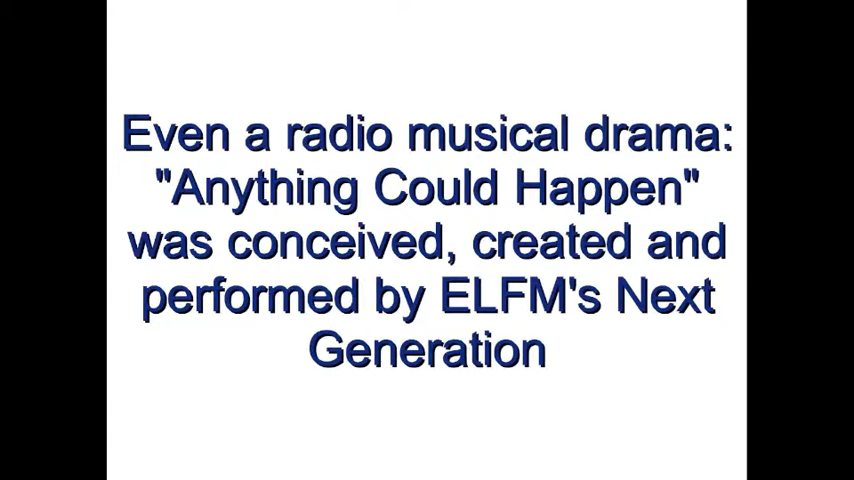 Even a radio musical drama:
"Anything Could Happen"
was conceived, created and
performed by ELFM's Next
Generation